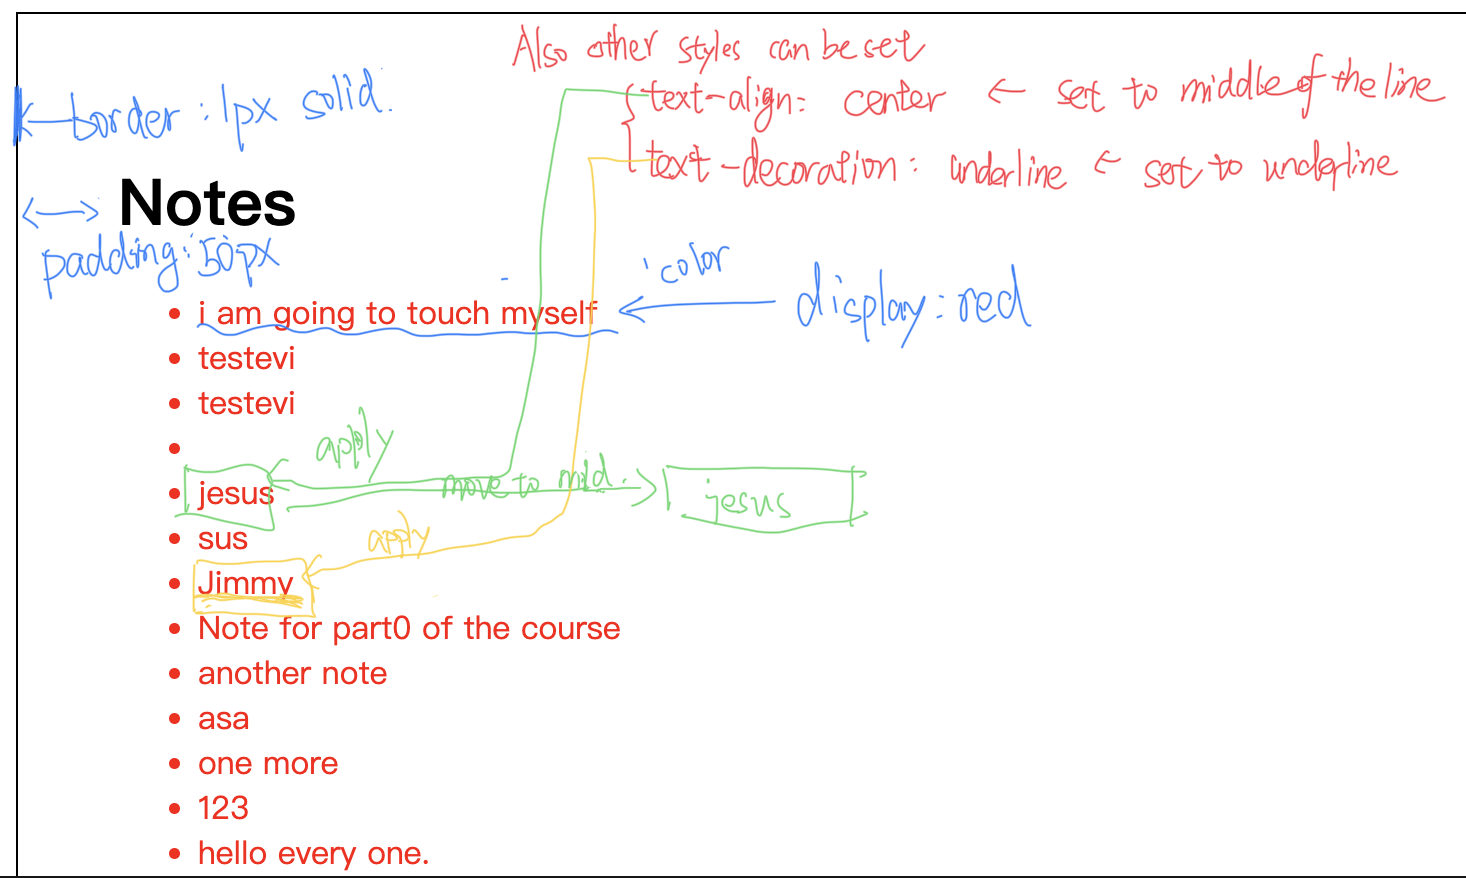 Also other styles can be set
text-align: center ← set to middle of the line
border: 1px solid.
text-decoration: underline ← set to underline
Notes
padding: 50px
color
i am going to touch myself
display: red
testevi
testevi
apply
jesus
move to mid.
jesus
sus
apply
Jimmy
Note for part0 of the course
another note
asa
one more
123
hello every one.